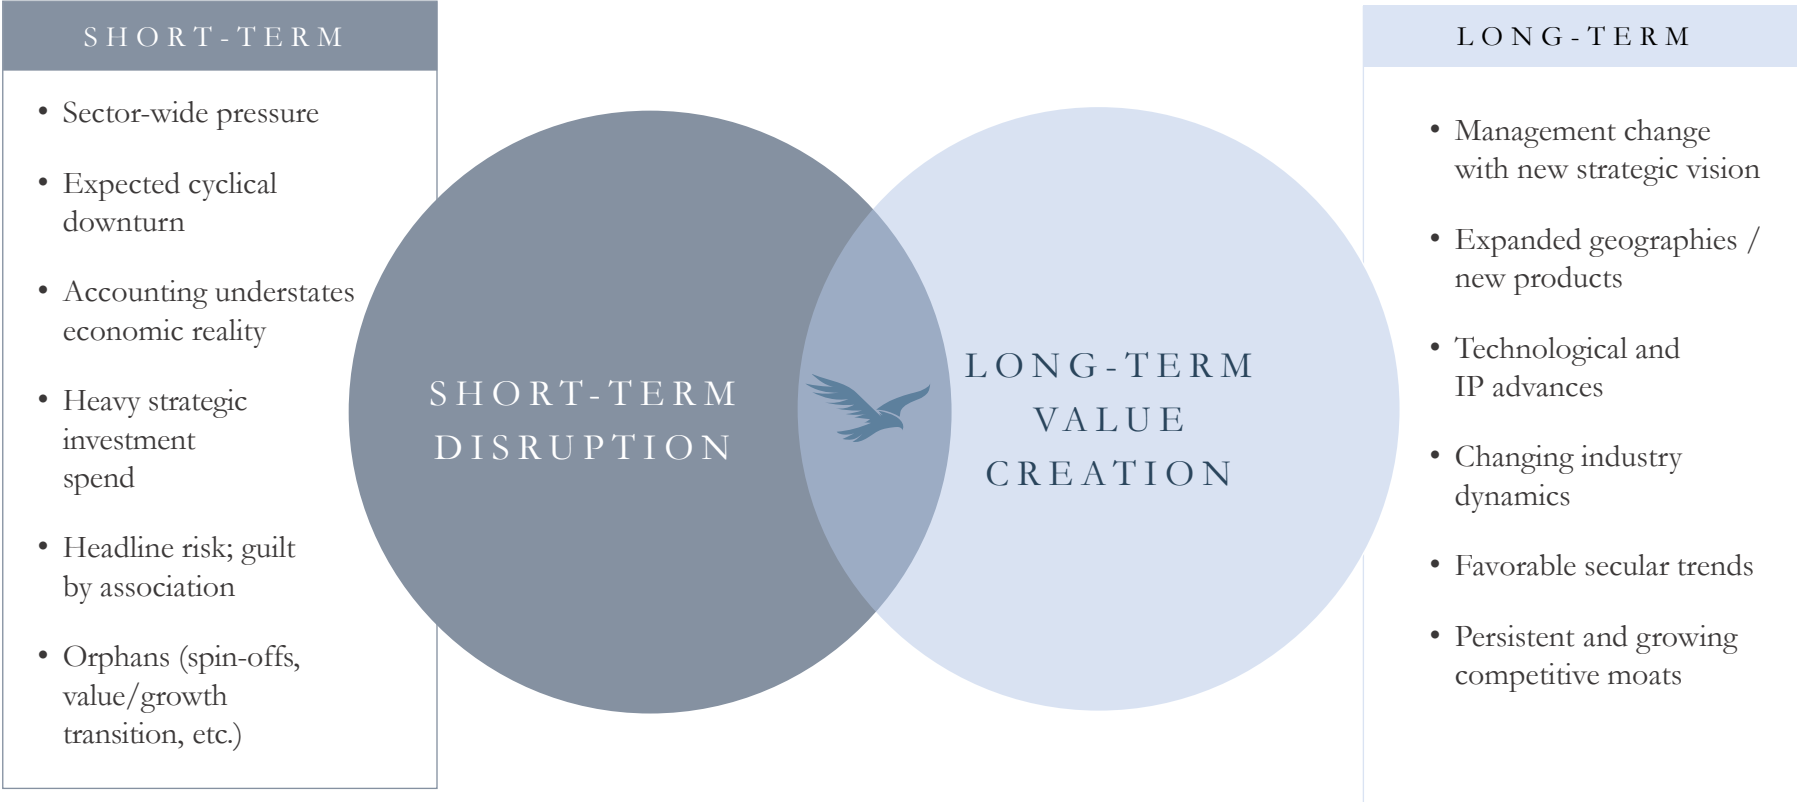 SHORT-TERM
• Sector-wide pressure
• Expected cyclical
downturn
• Accounting understates
economic reality
• Heavy strategic
investment
spend
• Headline risk; guilt
by association
• Orphans (spin-offs,
value/growth
transition, etc.)
SHORT-TERM
DISRUPTION
LONG-TERM
VALUE
CREATION
LONG-TERM
• Management change
with new strategic vision
• Expanded geographies /
new products
• Technological and
IP advances
• Changing industry
dynamics
• Favorable secular trends
• Persistent and growing
competitive moats